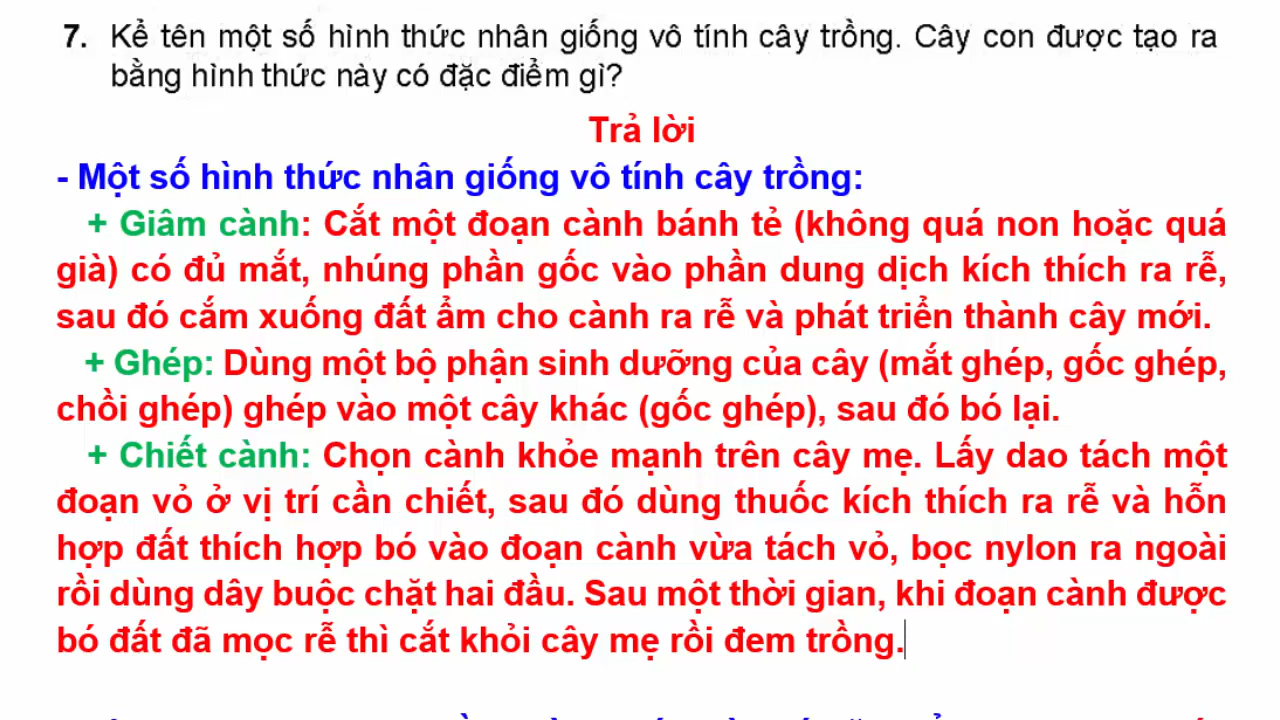 7. Kể tên một số hình thức nhân giống vô tính cây trồng. Cây con được tạo ra
bằng hình thức này có đặc điểm gì?
Trả lời
- Một số hình thức nhân giống vô tính cây trồng:
+ Giâm cành: Cắt một đoạn cành bánh tẻ (không quá non hoặc quá
già) có đủ mắt, nhúng phần gốc vào phần dung dịch kích thích ra rễ,
sau đó cắm xuống đất ẩm cho cành ra rễ và phát triển thành cây mới.
+ Ghép: Dùng một bộ phận sinh dưỡng của cây (mắt ghép, gốc ghép,
chồi ghép) ghép vào một cây khác (gốc ghép), sau đó bó lại.
+ Chiết cành: Chọn cành khỏe mạnh trên cây mẹ. Lấy dao tách một
đoạn vỏ ở vị trí cần chiết, sau đó dùng thuốc kích thích ra rễ và hỗn
hợp đất thích hợp bó vào đoạn cành vừa tách vỏ, bọc nylon ra ngoài
rồi dùng dây buộc chặt hai đầu. Sau một thời gian, khi đoạn cành được
bó đất đã mọc rễ thì cắt khỏi cây mẹ rồi đem trồng.